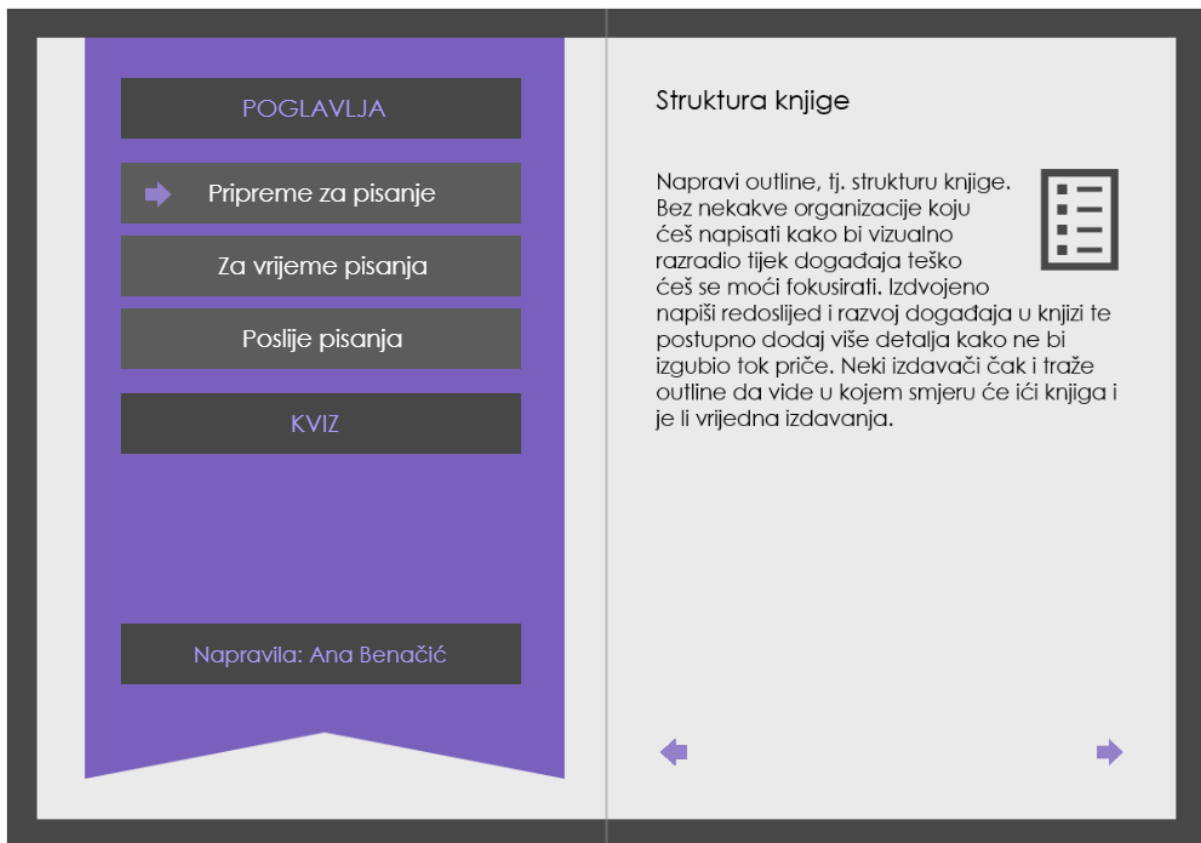 POGLAVLJA
Pripreme za pisanje
Za vrijeme pisanja
Poslije pisanja
KVIZ
Napravila: Ana Benačić
Struktura knjige
Napravi outline, tj. strukturu knjige.
Bez nekakve organizacije koju
ćeš napisati kako bi vizualno
razradio tijek događaja teško
ćeš se moći fokusirati. Izdvojeno
napiši redoslijed i razvoj događaja u knjizi te
postupno dodaj više detalja kako ne bi
izgubio tok priče. Neki izdavači čak i traže
outline da vide u kojem smjeru će ići knjiga i
je li vrijedna izdavanja.